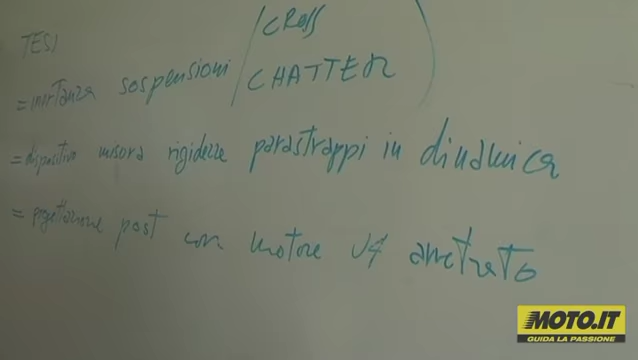 TESI
= inertanza sospensioni / CROSS
CHATTER
= dispositivo misura rigidezze parastrappi in dinamica
= progettazione post con motore V4 arretrato
MOTO.IT
GUIDA LA PASSIONE